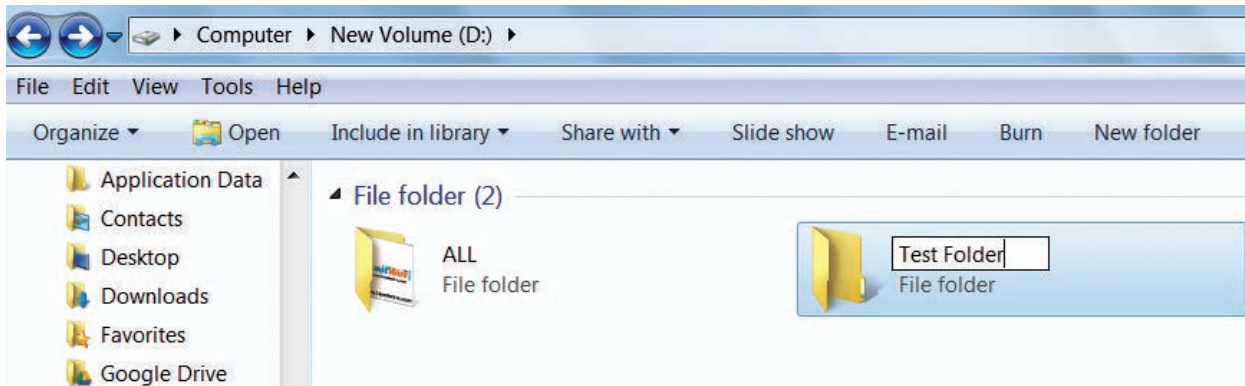 Computer New Volume (D:)
File Edit View Tools Help
Organize Open Include in library Share with Slide show E-mail Burn New folder
Application Data
Contacts
Desktop
Downloads
Favorites
Google Drive
File folder (2)
ALL
File folder
Test Folder
File folder